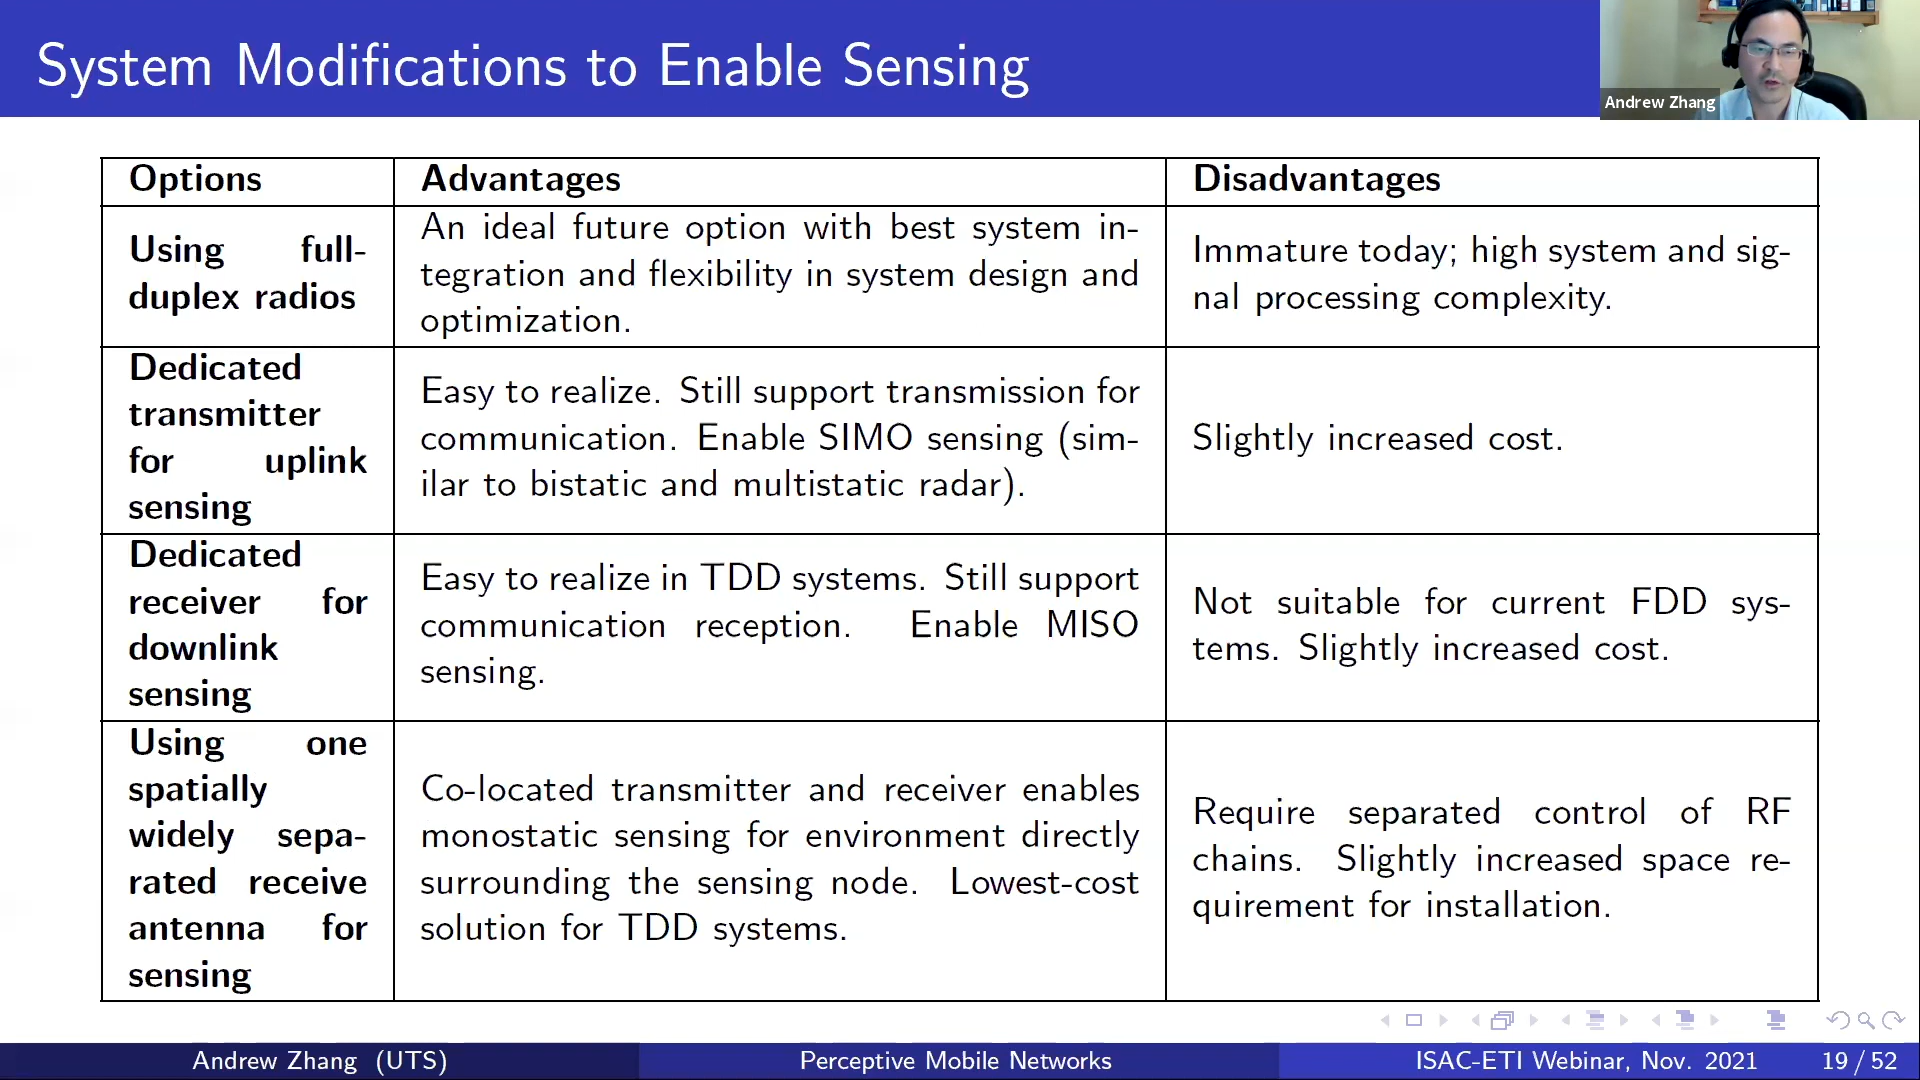 System Modifications to Enable Sensing
Andrew Zhang
Options
Advantages
Disadvantages
Using full-
duplex radios
An ideal future option with best system in-
tegration and flexibility in system design and
optimization.
Immature today; high system and sig-
nal processing complexity.
Dedicated
transmitter
for uplink
sensing
Easy to realize. Still support transmission for
communication. Enable SIMO sensing (sim-
ilar to bistatic and multistatic radar).
Slightly increased cost.
Dedicated
receiver for
downlink
sensing
Easy to realize in TDD systems. Still support
communication reception. Enable MISO
sensing.
Not suitable for current FDD sys-
tems. Slightly increased cost.
Using one
spatially
widely sepa-
rated receive
antenna for
sensing
Co-located transmitter and receiver enables
monostatic sensing for environment directly
surrounding the sensing node. Lowest-cost
solution for TDD systems.
Require separated control of RF
chains. Slightly increased space re-
quirement for installation.
Andrew Zhang (UTS)
Perceptive Mobile Networks
ISAC-ETI Webinar, Nov. 2021
19 / 52